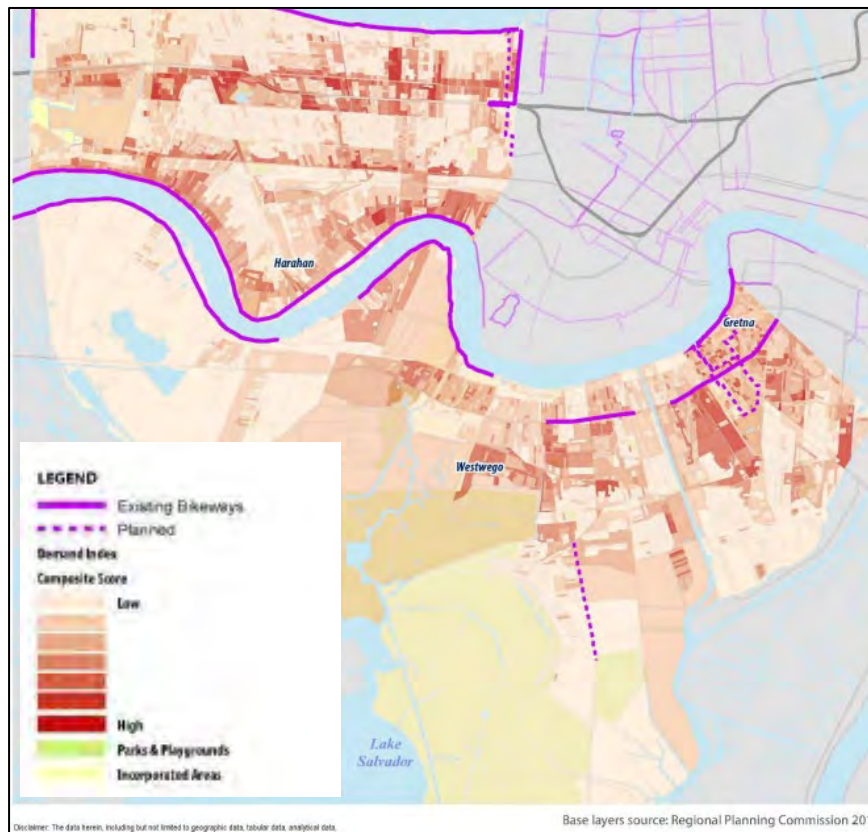 Harahan
Gretna
Westwego
LEGEND
Existing Bikeways
Planned
Demand Index
Composite Score
Low
High
Parks & Playgrounds
Incorporated Areas
Lake
Salvador
Disclaimer: The data herein, including but not limited to geographic data, tabular data, analytical data,
Base layers source: Regional Planning Commission 20